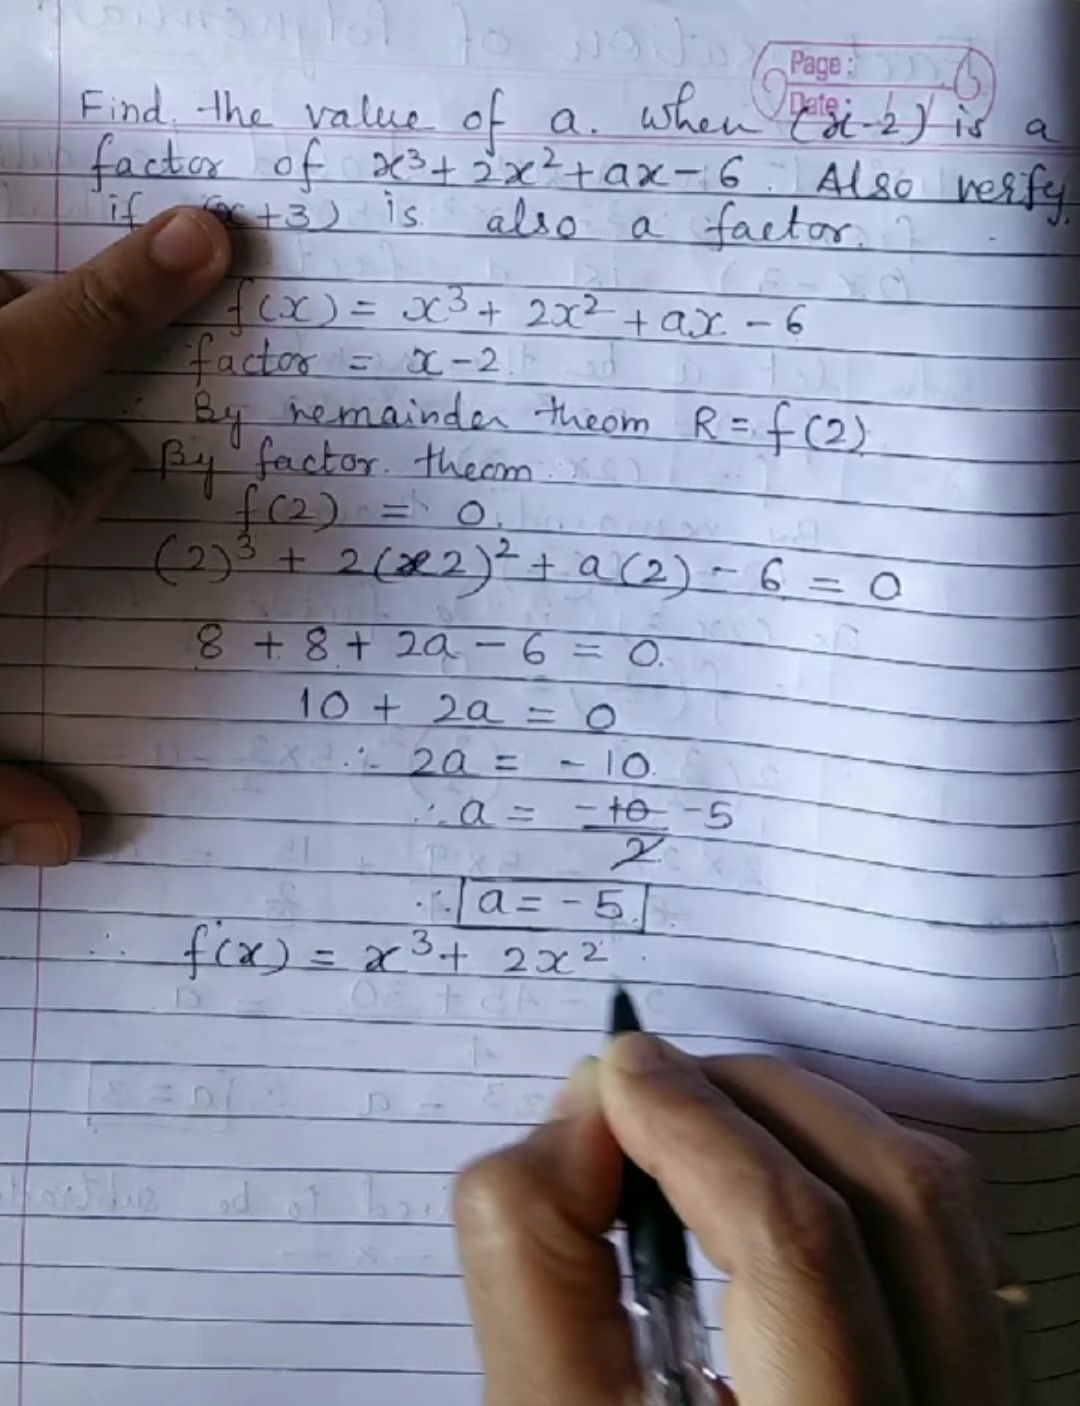 Page:
Date:
Find the value of a. when (x-2) is a
factor of x³ + 2x² + ax - 6. Also verify.
if (x+3) is also a factor.
f(x) = x³ + 2x² + ax - 6
factor = x - 2.
∴ By remainder theom R = f(2)
By factor theom
f(2) = 0.
(2)³ + 2(2)² + a(2) - 6 = 0
8 + 8 + 2a - 6 = 0.
10 + 2a = 0
∴ 2a = -10.
∴ a = -10 -5
2
∴ a = -5.
∴ f(x) = x³ + 2x²